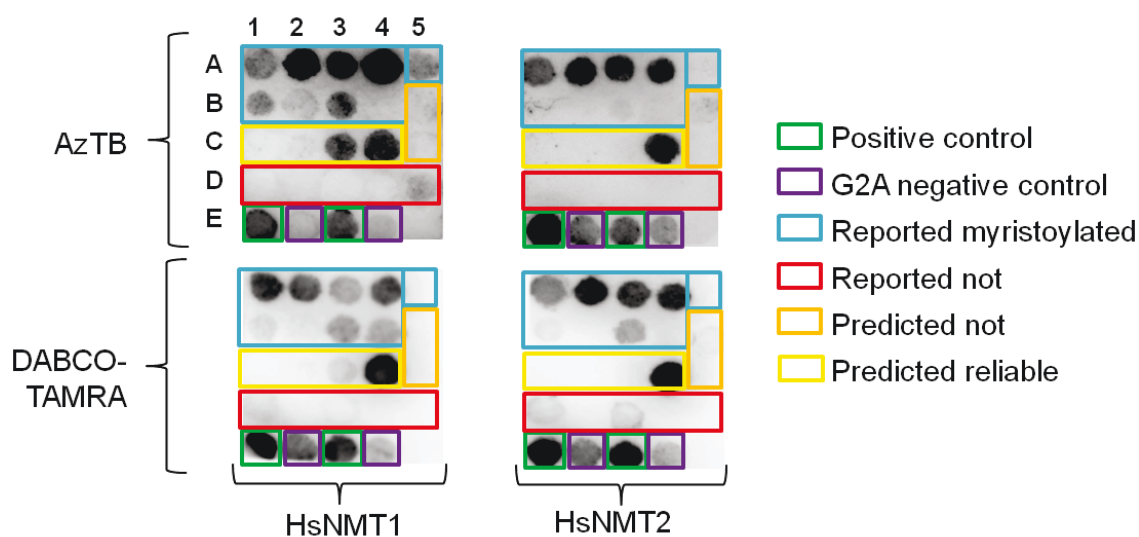 1 2 3 4 5
A
B
C
D
E
AzTB
DABCO-
TAMRA
HsNMT1
HsNMT2
Positive control
G2A negative control
Reported myristoylated
Reported not
Predicted not
Predicted reliable